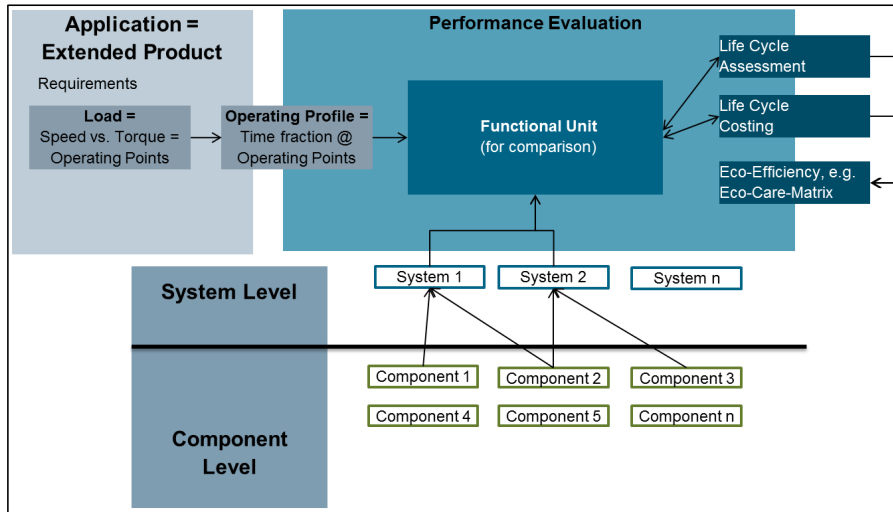 Application =
Extended Product
Requirements
Load =
Speed vs. Torque =
Operating Points
Operating Profile =
Time fraction @
Operating Points
Performance Evaluation
Functional Unit
(for comparison)
Life Cycle
Assessment
Life Cycle
Costing
Eco-Efficiency, e.g.
Eco-Care-Matrix
System Level
System 1
System 2
System n
Component 1
Component 2
Component 3
Component 4
Component 5
Component n
Component
Level